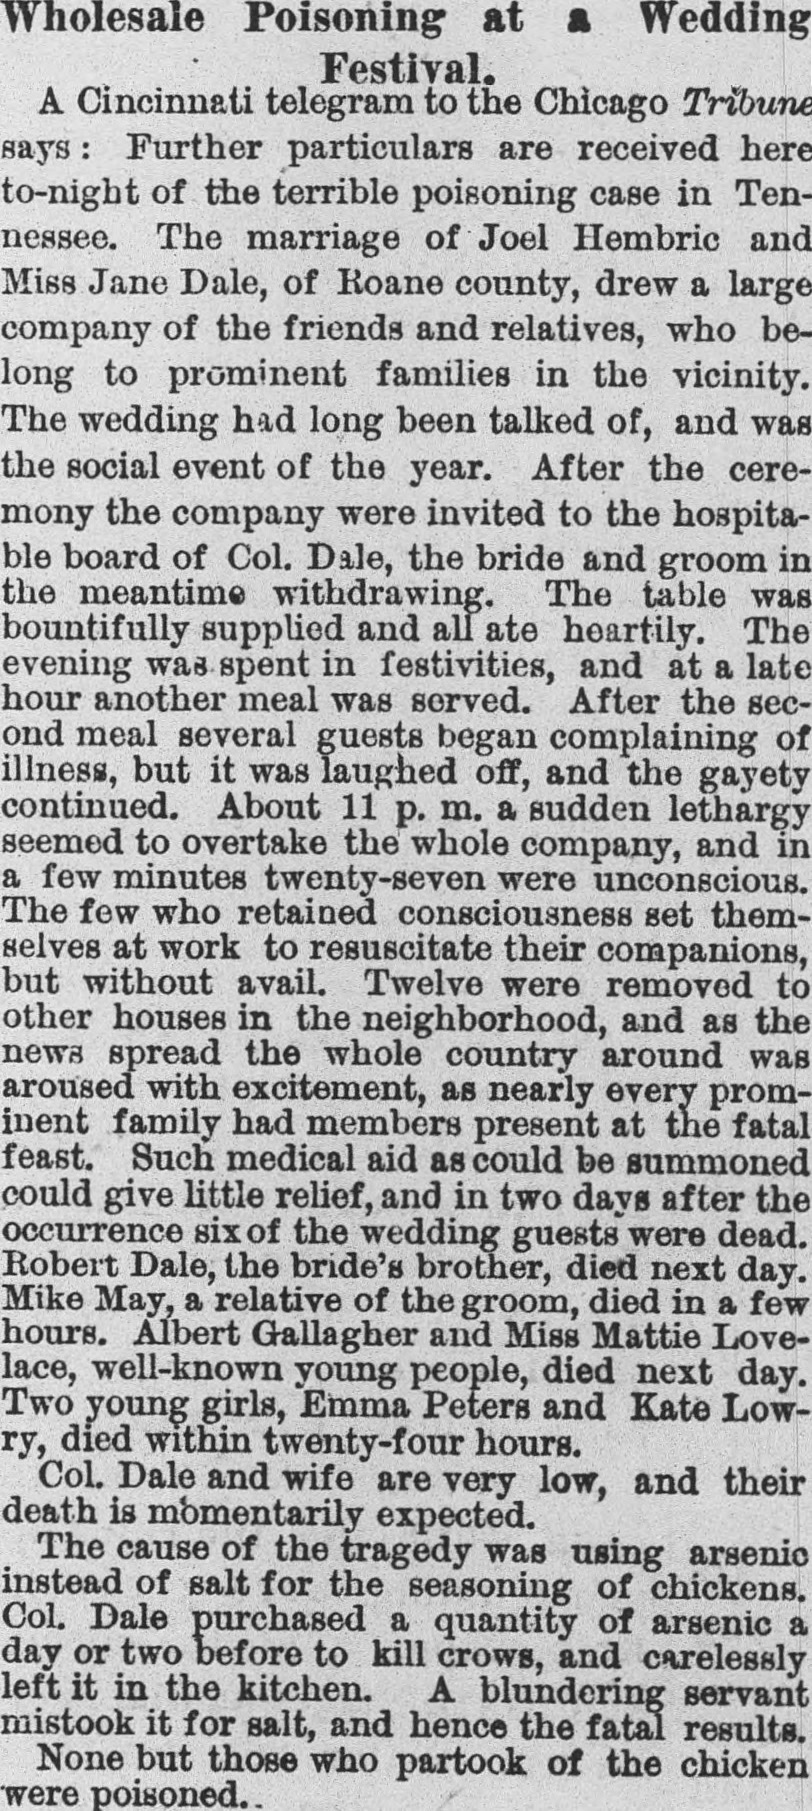 Wholesale Poisoning at a Wedding
Festival.
A Cincinnati telegram to the Chicago Tribune
says: Further particulars are received here
to-night of the terrible poisoning case in Ten-
nessee. The marriage of Joel Hembric and
Miss Jane Dale, of Roane county, drew a large
company of the friends and relatives, who be-
long to prominent families in the vicinity.
The wedding had long been talked of, and was
the social event of the year. After the cere-
mony the company were invited to the hospita-
ble board of Col. Dale, the bride and groom in
the meantime withdrawing. The table was
bountifully supplied and all ate heartily. The
evening was spent in festivities, and at a late
hour another meal was served. After the sec-
ond meal several guests began complaining of
illness, but it was laughed off, and the gayety
continued. About 11 p. m. a sudden lethargy
seemed to overtake the whole company, and in
a few minutes twenty-seven were unconscious.
The few who retained consciousness set them-
selves at work to resuscitate their companions,
but without avail. Twelve were removed to
other houses in the neighborhood, and as the
news spread the whole country around was
aroused with excitement, as nearly every prom-
inent family had members present at the fatal
feast. Such medical aid as could be summoned
could give little relief, and in two days after the
occurrence six of the wedding guests were dead.
Robert Dale, the bride's brother, died next day.
Mike May, a relative of the groom, died in a few
hours. Albert Gallagher and Miss Mattie Love-
lace, well-known young people, died next day.
Two young girls, Emma Peters and Kate Low-
ry, died within twenty-four hours.
Col. Dale and wife are very low, and their
death is momentarily expected.
The cause of the tragedy was using arsenic
instead of salt for the seasoning of chickens.
Col. Dale purchased a quantity of arsenic a
day or two before to kill crows, and carelessly
left it in the kitchen. A blundering servant
mistook it for salt, and hence the fatal results.
None but those who partook of the chicken
were poisoned..